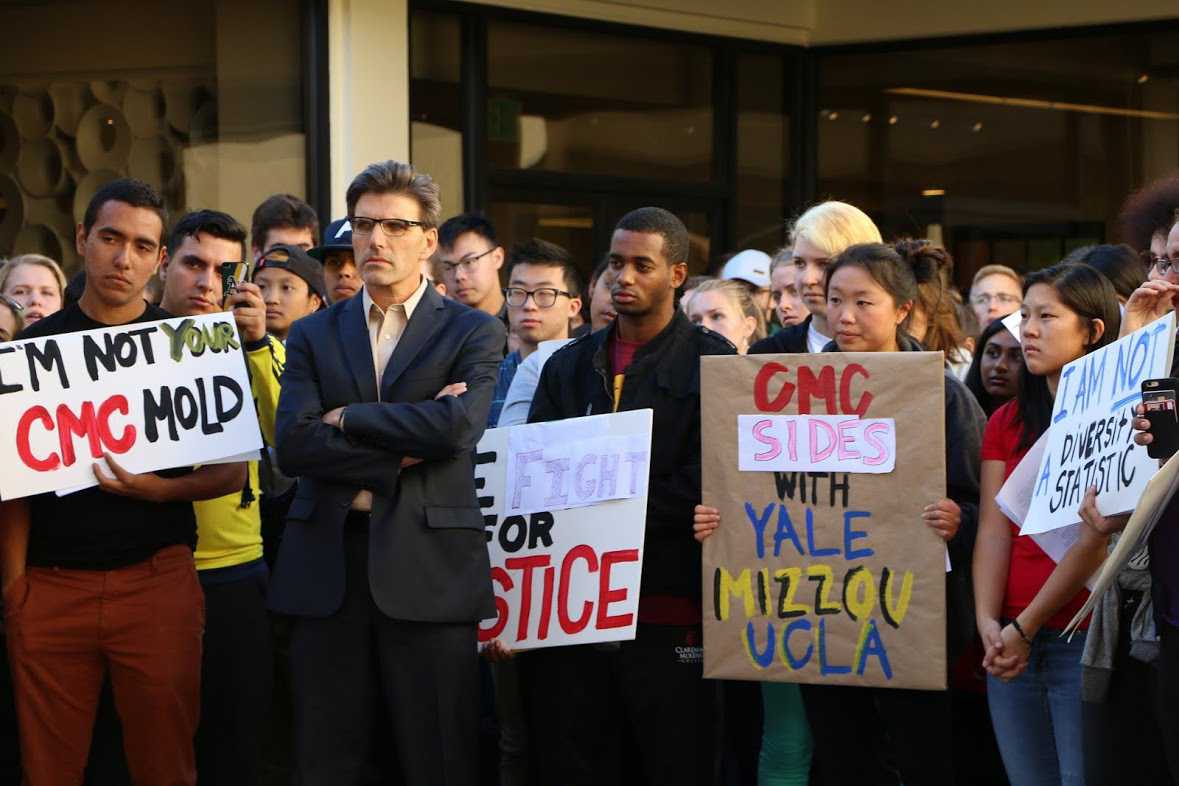 I'M NOT YOUR
CMC MOLD
FIGHT
FOR
STICE
CMC
SIDES
WITH
YALE
MIZZOU
UCLA
I AM NOT
A DIVERSITY
STATISTIC